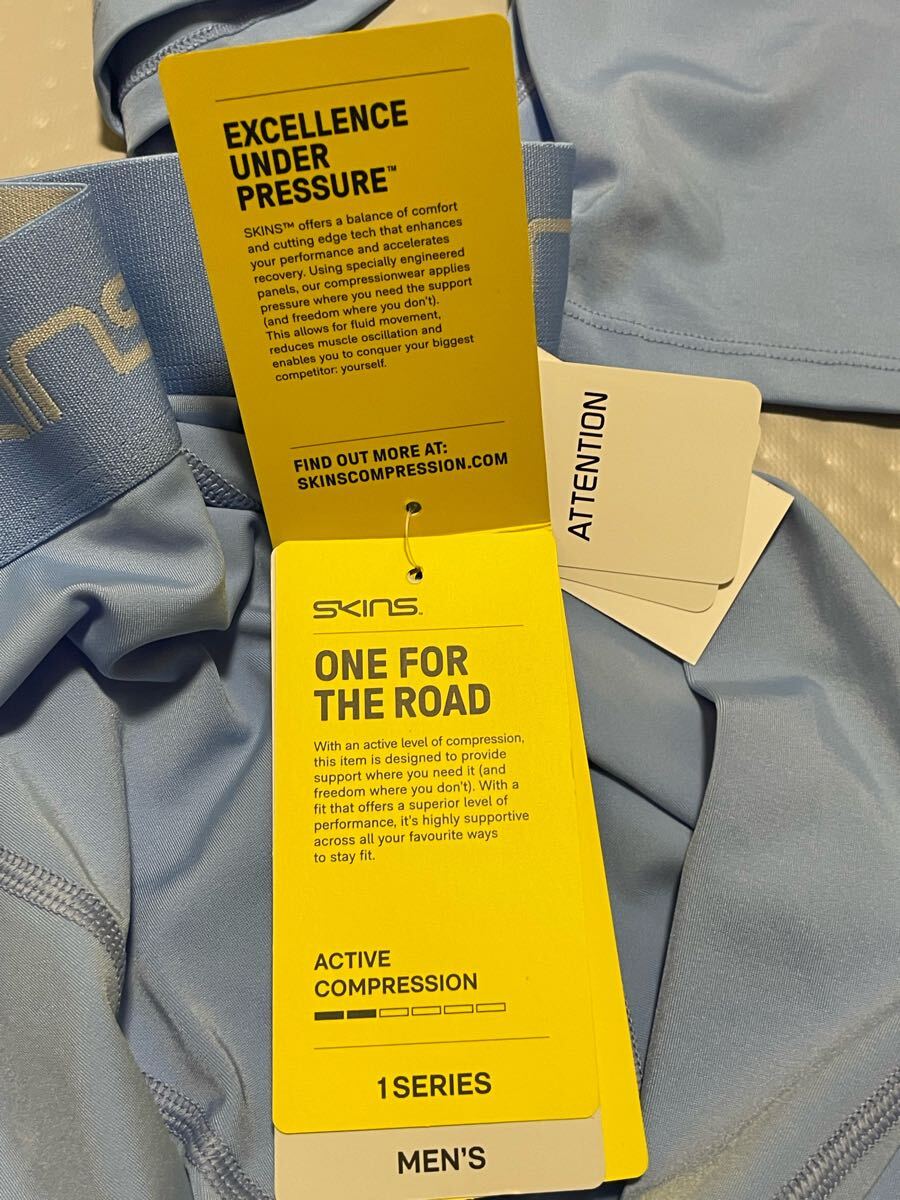 EXCELLENCE
UNDER
PRESSURE™
SKINS™ offers a balance of comfort
and cutting edge tech that enhances
your performance and accelerates
recovery. Using specially engineered
panels, our compressionwear applies
pressure where you need the support
(and freedom where you don't).
This allows for fluid movement,
reduces muscle oscillation and
enables you to conquer your biggest
competitor: yourself.
FIND OUT MORE AT:
SKINSCOMPRESSION.COM
ATTENTION
SKINS™
ONE FOR
THE ROAD
With an active level of compression,
this item is designed to provide
support where you need it (and
freedom where you don't). With a
fit that offers a superior level of
performance, it's highly supportive
across all your favourite ways
to stay fit.
ACTIVE
COMPRESSION
1 SERIES
MEN'S